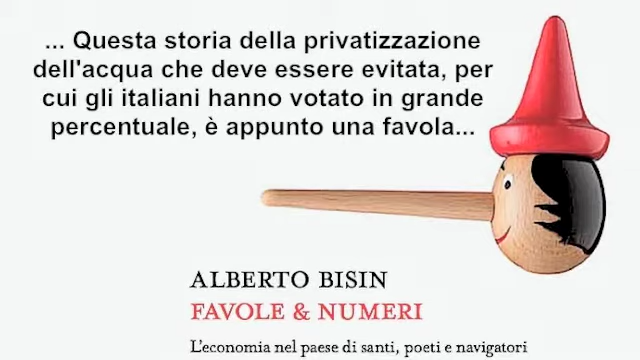 ... Questa storia della privatizzazione
dell'acqua che deve essere evitata, per
cui gli italiani hanno votato in grande
percentuale, è appunto una favola...
ALBERTO BISIN
FAVOLE & NUMERI
L'economia nel paese di santi, poeti e navigatori